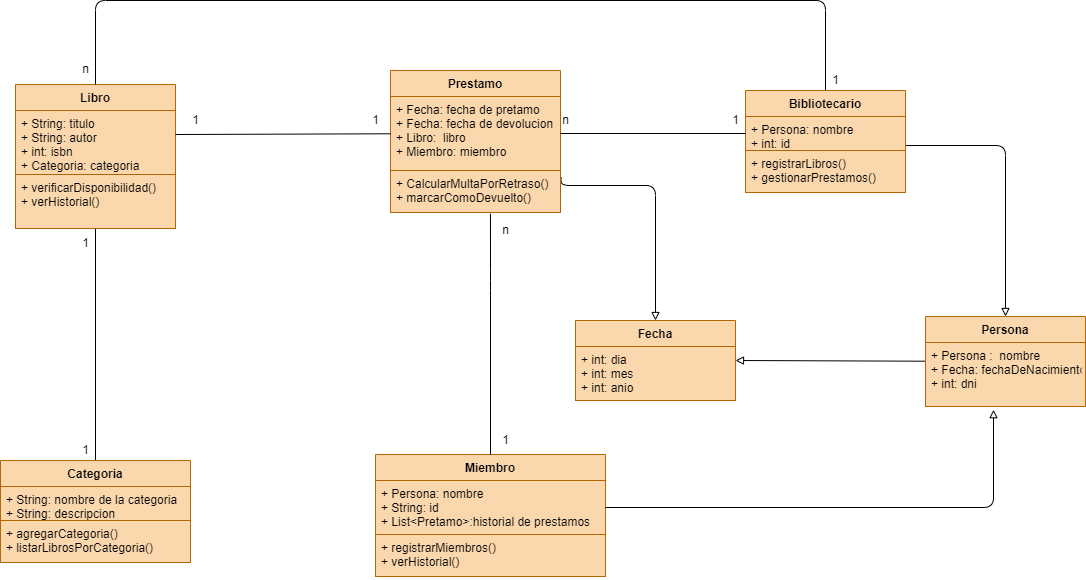 n
1
Libro
+ String: titulo
+ String: autor
+ int: isbn
+ Categoria: categoria
+ verificarDisponibilidad()
+ verHistorial()
1
1
Prestamo
+ Fecha: fecha de pretamo
+ Fecha: fecha de devolucion
+ Libro: libro
+ Miembro: miembro
+ CalcularMultaPorRetraso()
+ marcarComoDevuelto()
n
1
Bibliotecario
+ Persona: nombre
+ int: id
+ registrarLibros()
+ gestionarPrestamos()
1
n
Fecha
+ int: dia
+ int: mes
+ int: anio
Persona
+ Persona : nombre
+ Fecha: fechaDeNacimiento
+ int: dni
1
1
Categoria
+ String: nombre de la categoria
+ String: descripcion
+ agregarCategoria()
+ listarLibrosPorCategoria()
Miembro
+ Persona: nombre
+ String: id
+ List<Pretamo>:historial de prestamos
+ registrarMiembros()
+ verHistorial()